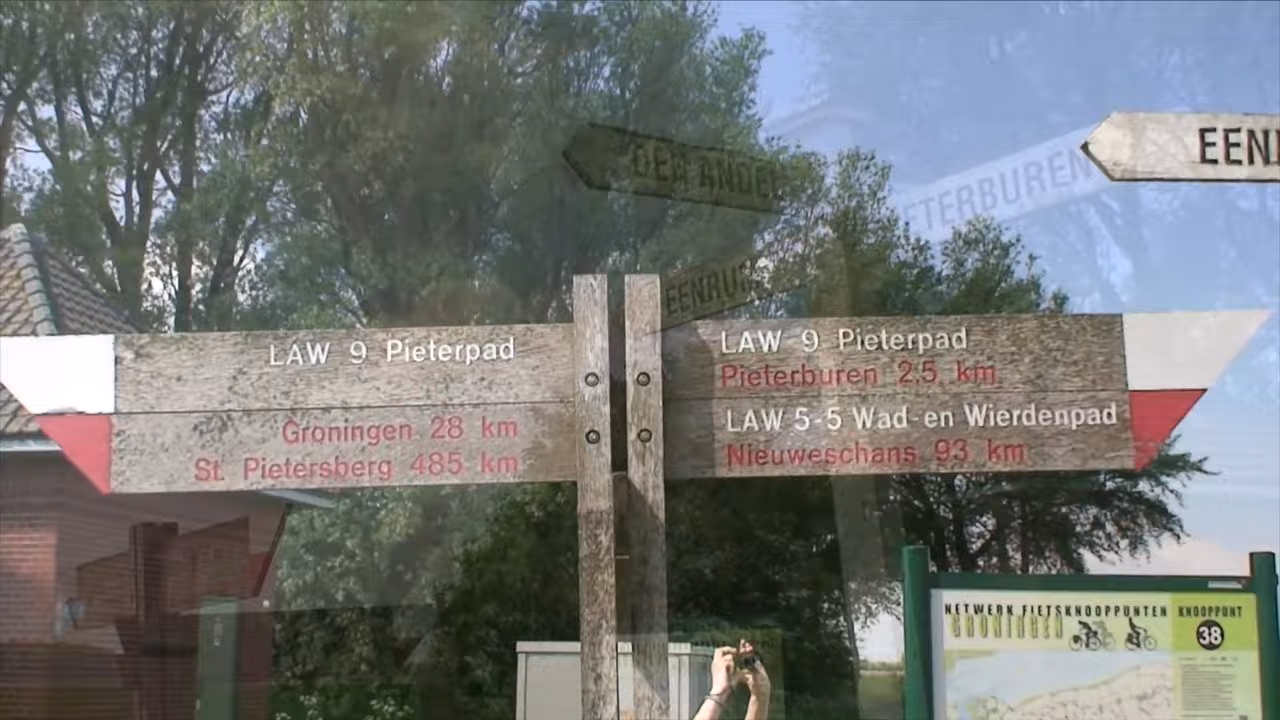 DEN ANDEL
PIETERBUREN
EENRUM
LAW 9 Pieterpad
Groningen 28 km
St. Pietersberg 485 km
LAW 9 Pieterpad
Pieterburen 2,5 km
LAW 5-5 Wad-en Wierdenpad
Nieuweschans 93 km
NETWERK FIETSKNOOPPUNTEN
GRONINGEN
KNOOPPUNT
38